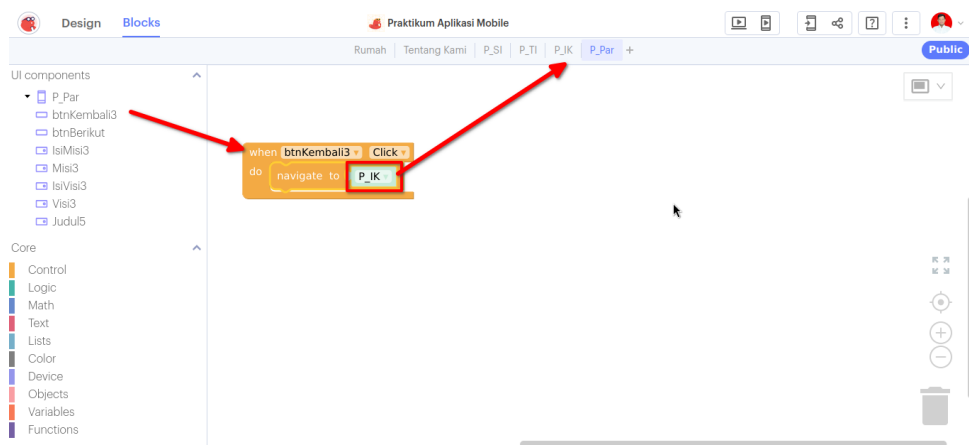 Design Blocks Praktikum Aplikasi Mobile
Rumah Tentang Kami P_SI P_TI P_IK P_Par +
Public
UI components
P_Par
btnKembali3
btnBerikut
IsiMisi3
Misi3
IsiVisi3
Visi3
Judul5
when btnKembali3 Click
do navigate to P_IK
Core
Control
Logic
Math
Text
Lists
Color
Device
Objects
Variables
Functions